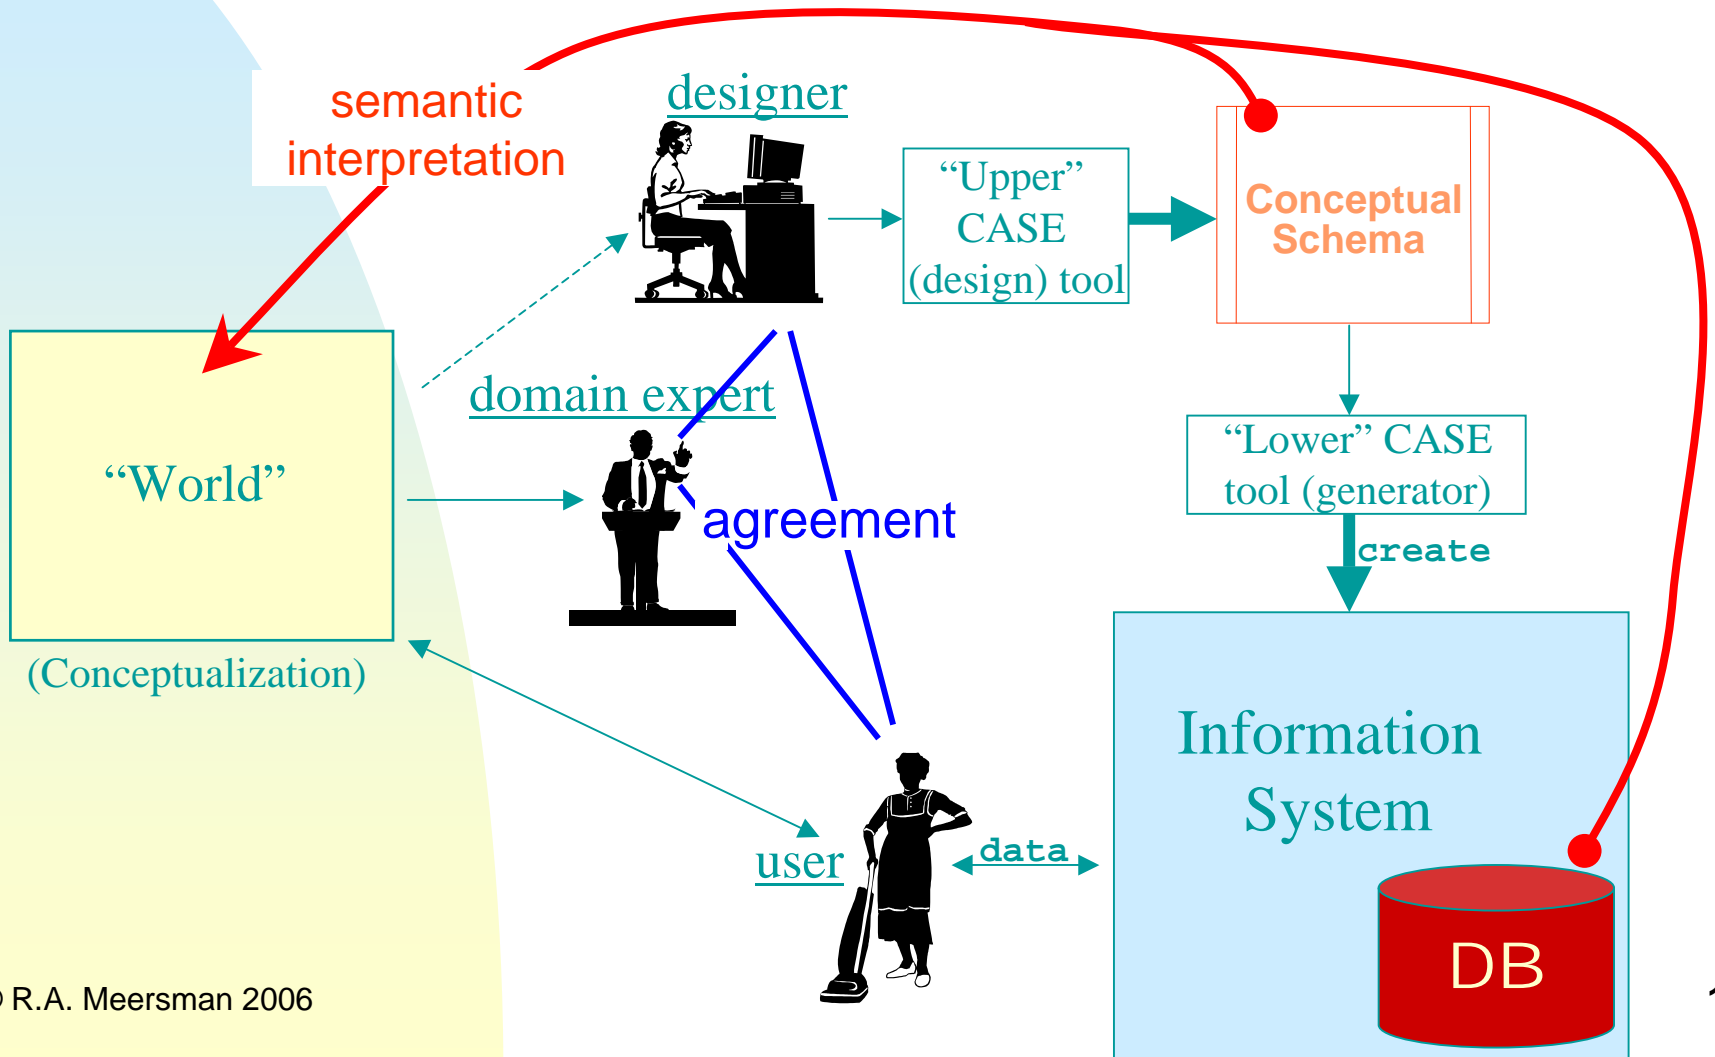 semantic
interpretation
designer
“Upper”
CASE
(design) tool
Conceptual
Schema
domain expert
“World”
agreement
“Lower” CASE
tool (generator)
create
(Conceptualization)
Information
System
user
data
DB
R.A. Meersman 2006